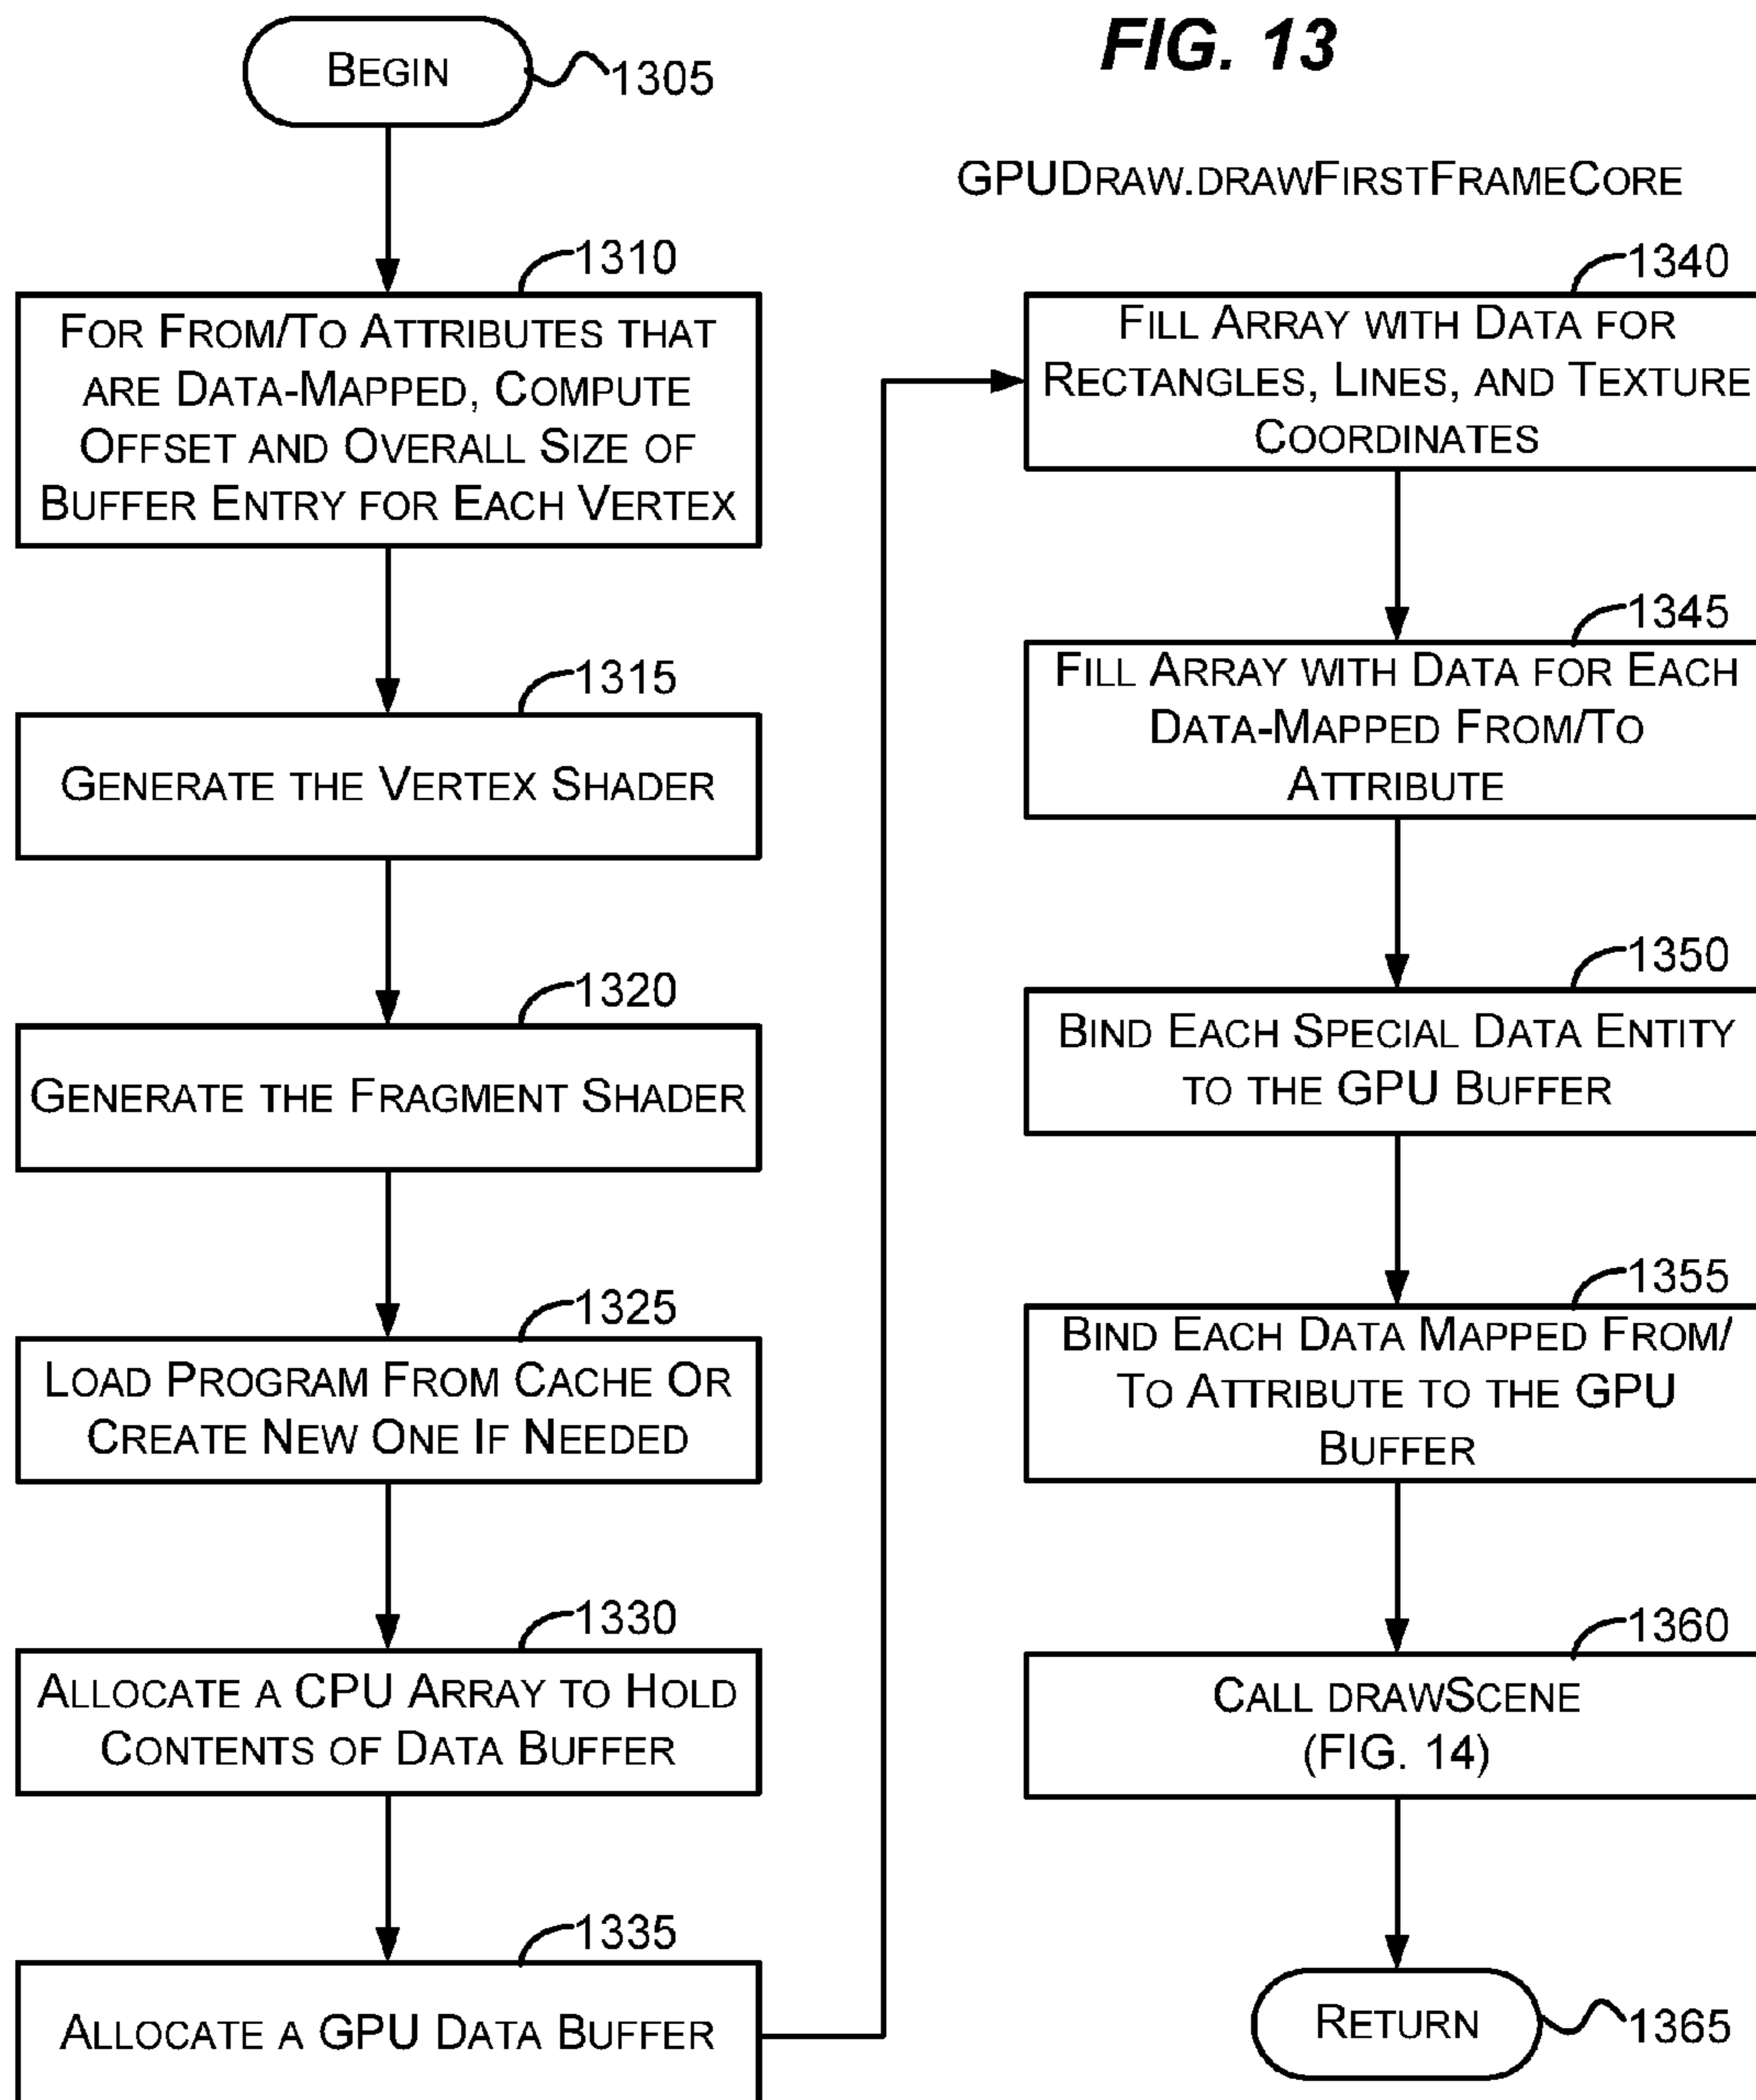 FIG. 13
GPUDRAW.DRAWFIRSTFRAMECORE
BEGIN
1305
1310
FOR FROM/TO ATTRIBUTES THAT
ARE DATA-MAPPED, COMPUTE
OFFSET AND OVERALL SIZE OF
BUFFER ENTRY FOR EACH VERTEX
1315
GENERATE THE VERTEX SHADER
1320
GENERATE THE FRAGMENT SHADER
1325
LOAD PROGRAM FROM CACHE OR
CREATE NEW ONE IF NEEDED
1330
ALLOCATE A CPU ARRAY TO HOLD
CONTENTS OF DATA BUFFER
1335
ALLOCATE A GPU DATA BUFFER
1340
FILL ARRAY WITH DATA FOR
RECTANGLES, LINES, AND TEXTURE
COORDINATES
1345
FILL ARRAY WITH DATA FOR EACH
DATA-MAPPED FROM/TO
ATTRIBUTE
1350
BIND EACH SPECIAL DATA ENTITY
TO THE GPU BUFFER
1355
BIND EACH DATA MAPPED FROM/
TO ATTRIBUTE TO THE GPU
BUFFER
1360
CALL DRAWSCENE
(FIG. 14)
RETURN
1365